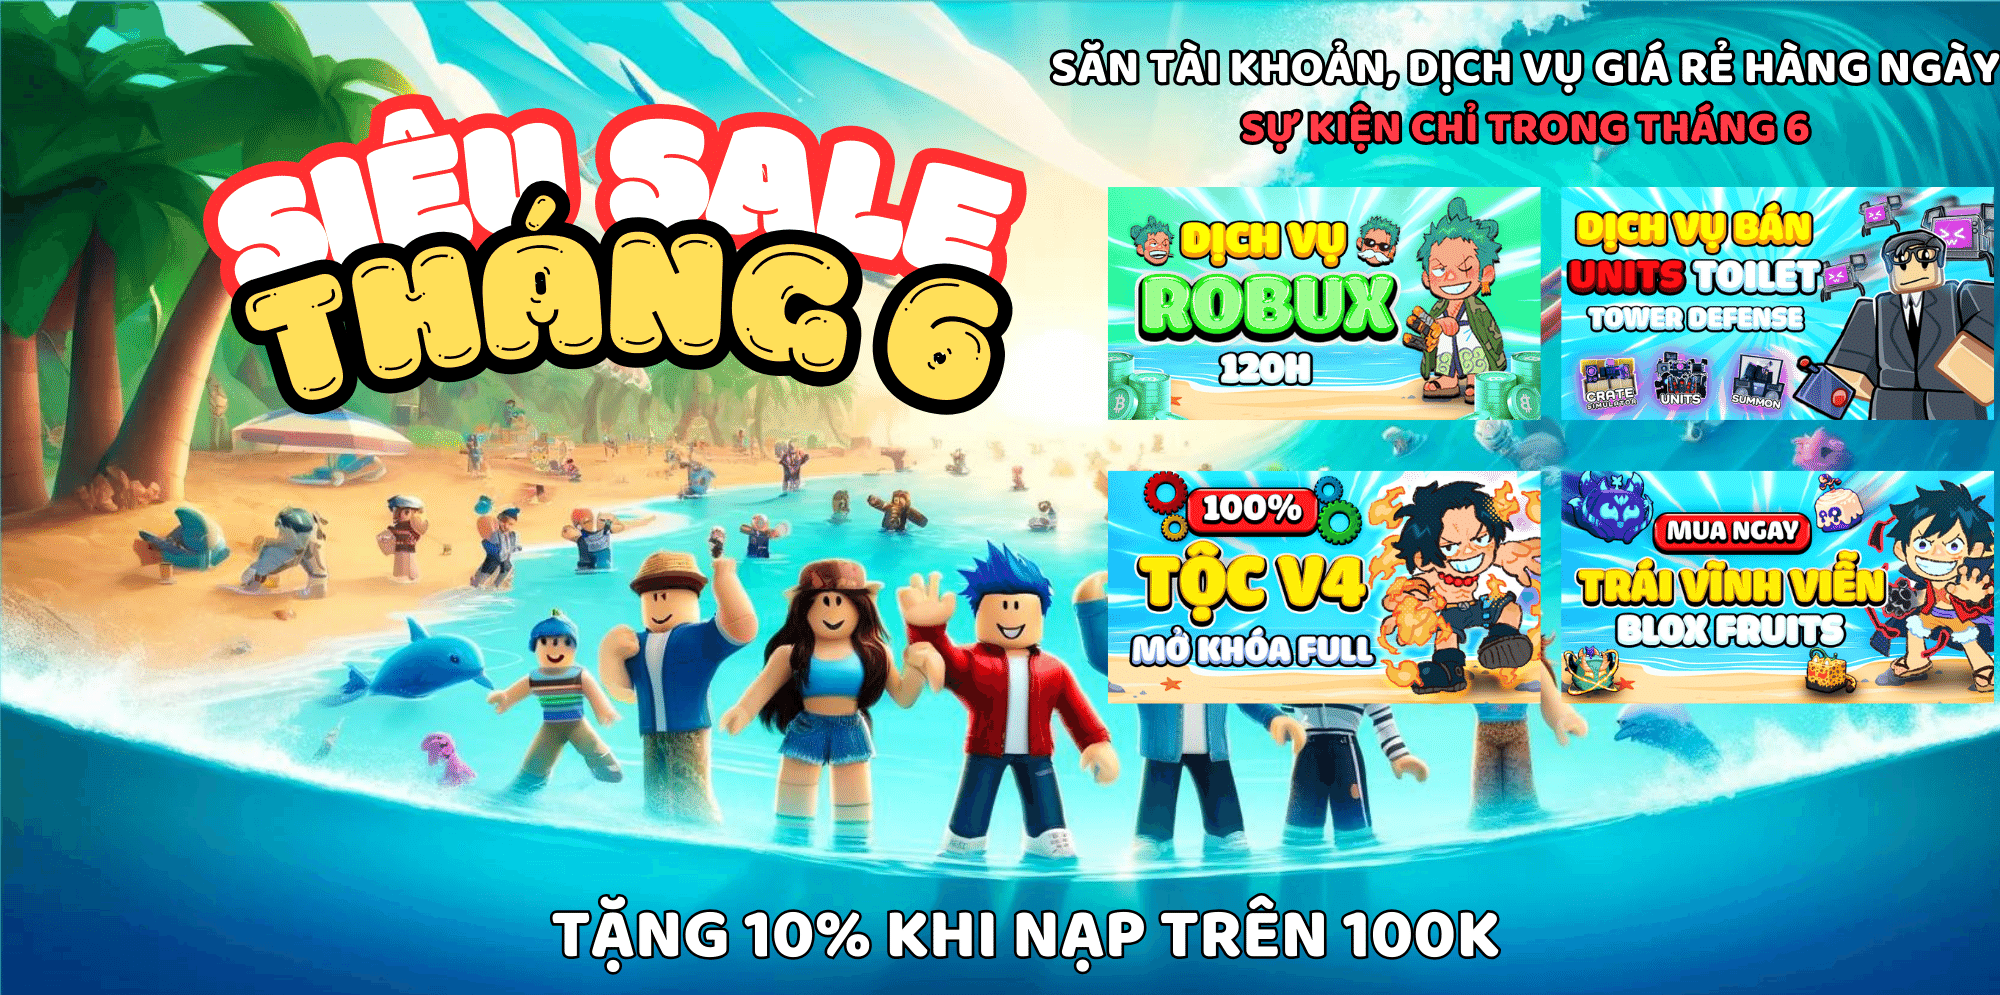 SIÊU SALE
THÁNG 6
SĂN TÀI KHOẢN, DỊCH VỤ GIÁ RẺ HÀNG NGÀY
SỰ KIỆN CHỈ TRONG THÁNG 6
DỊCH VỤ
ROBUX
120H
DỊCH VỤ BÁN
UNITS TOILET
TOWER DEFENSE
CRATE
SIMULATOR
UNITS
SUMMON
100%
TỘC V4
MỞ KHÓA FULL
MUA NGAY
TRÁI VĨNH VIỄN
BLOX FRUITS
TẶNG 10% KHI NẠP TRÊN 100K